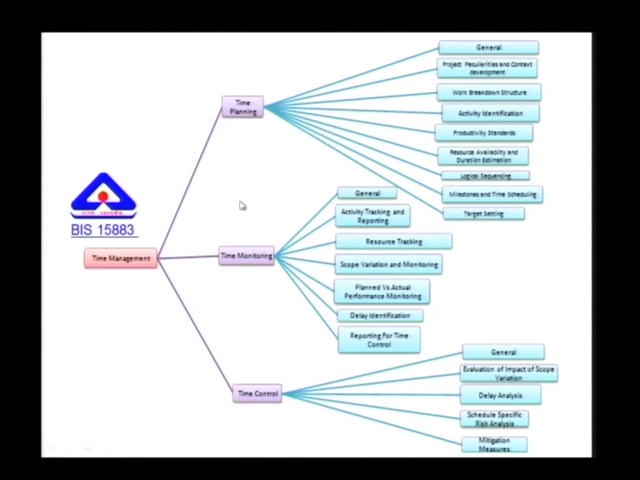 General
Project Peculiarities and Context
development
Work Breakdown Structure
Time
Planning
Activity Identification
Productivity Standards
Resource Availability and
Duration Estimation
Logical Sequencing
Milestones and Time Scheduling
Target Setting
BIS 15883
Time Management
General
Activity Tracking and
Reporting
Resource Tracking
Time Monitoring
Scope Variation and Monitoring
Planned Vs Actual
Performance Monitoring
Delay Identification
Reporting For Time
Control
General
Evaluation of Impact of Scope
Variation
Time Control
Delay Analysis
Schedule Specific
Risk Analysis
Mitigation
Measures